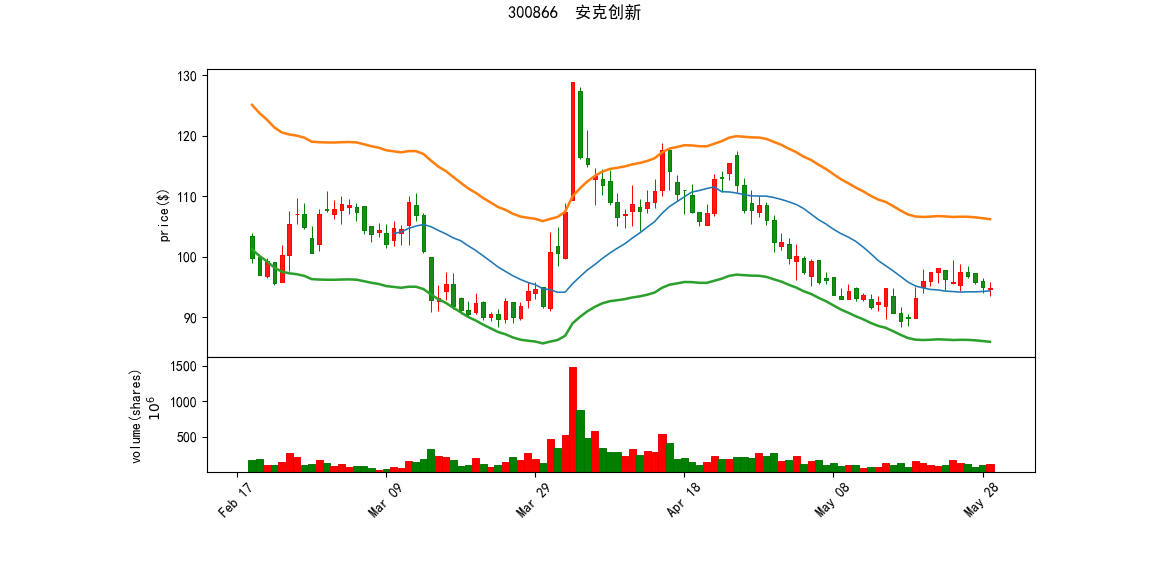 300866 安克创新
130
120
110
100
90
price($)
1500
1000
500
volume(shares)
10^6
Feb 17
Mar 09
Mar 29
Apr 18
May 08
May 28